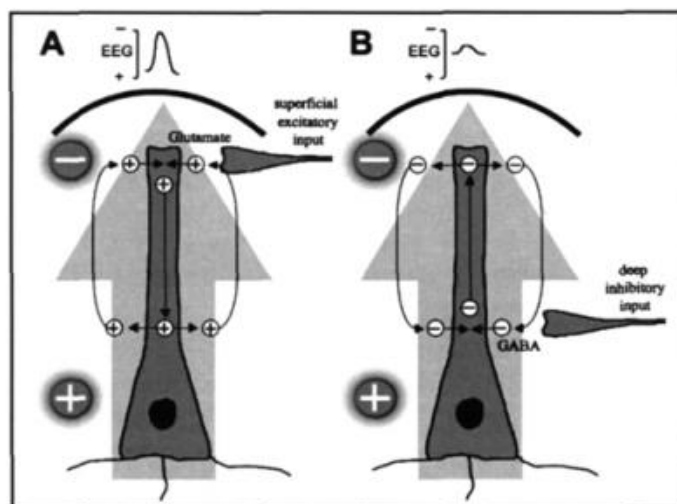 A
B
−
EEG
+
−
EEG
+
superficial
excitatory
input
Glutamate
−
+
+
−
−
−
−
−
+
+
deep
inhibitory
input
−
+
+
+
−
−
−
GABA
+
+